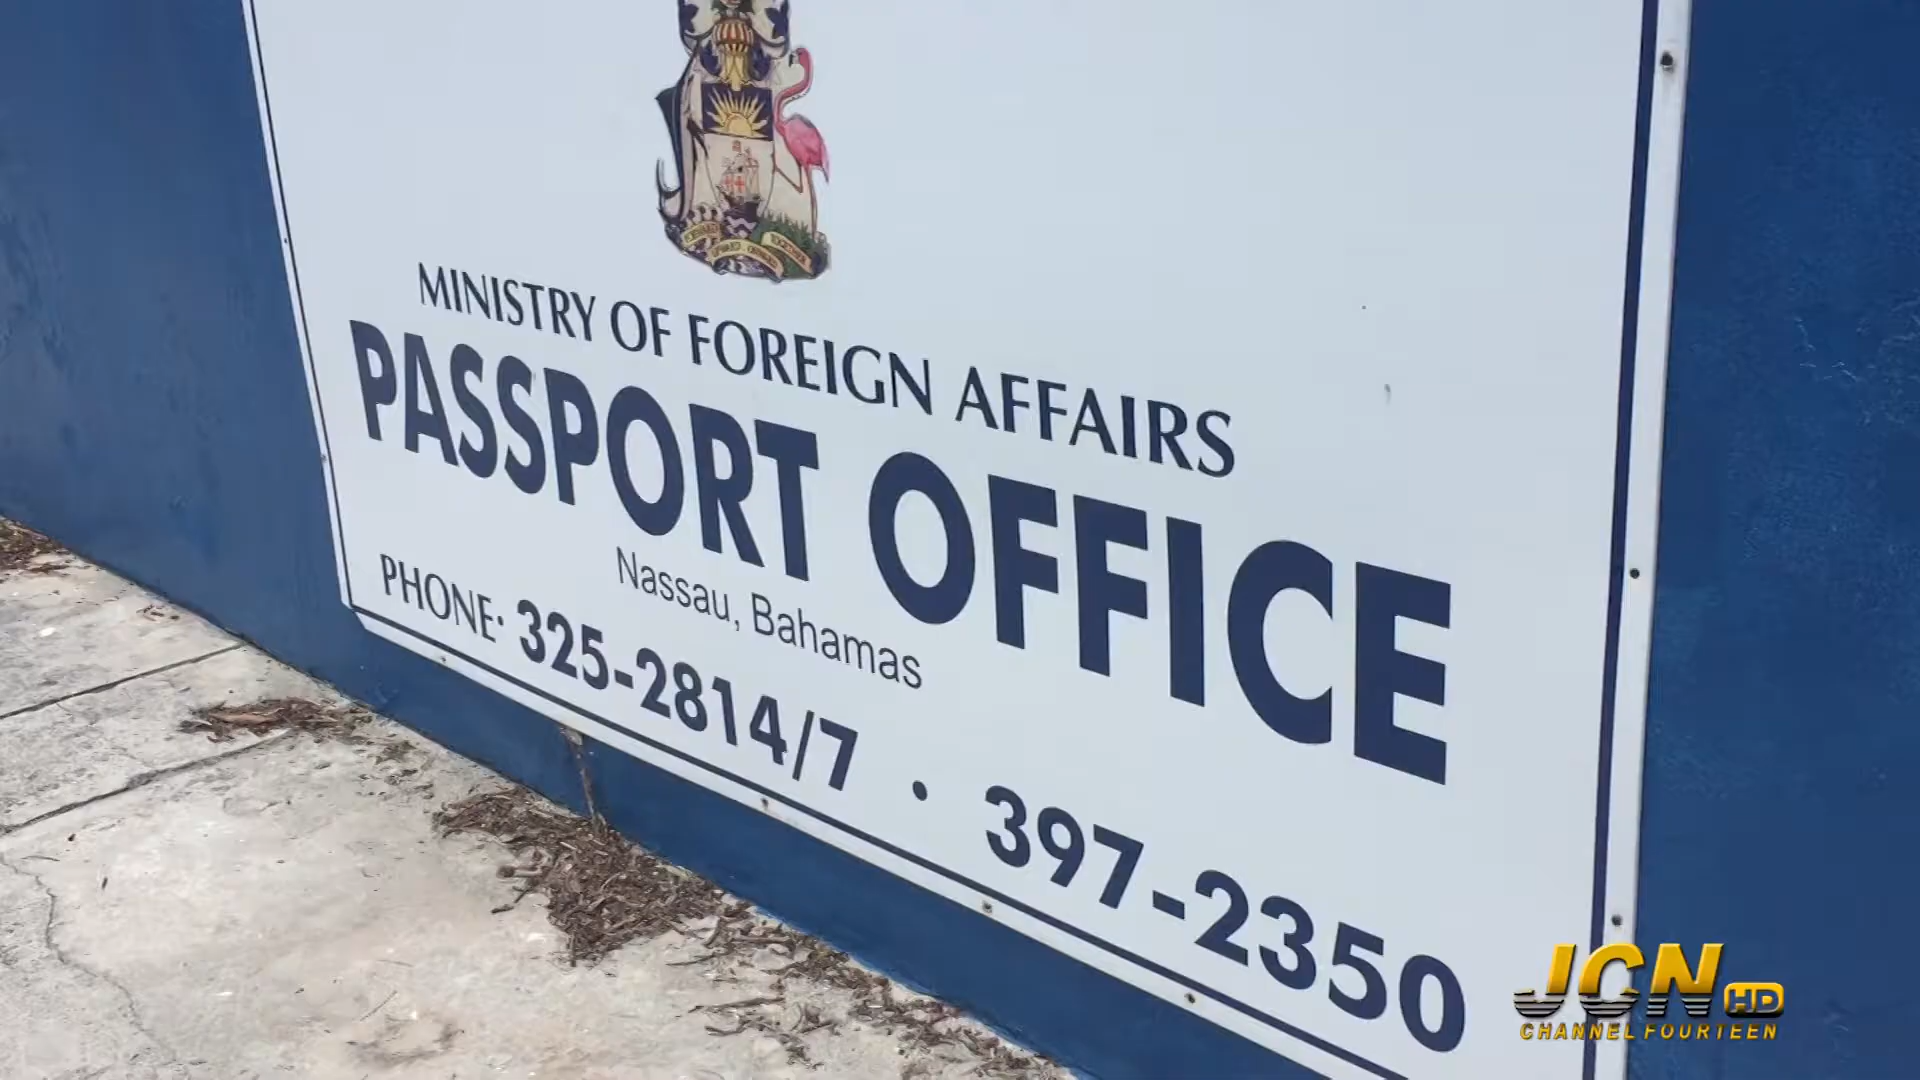 MINISTRY OF FOREIGN AFFAIRS
PASSPORT OFFICE
Nassau, Bahamas
PHONE: 325-2814/7 • 397-2350
JCN HD
CHANNEL FOURTEEN